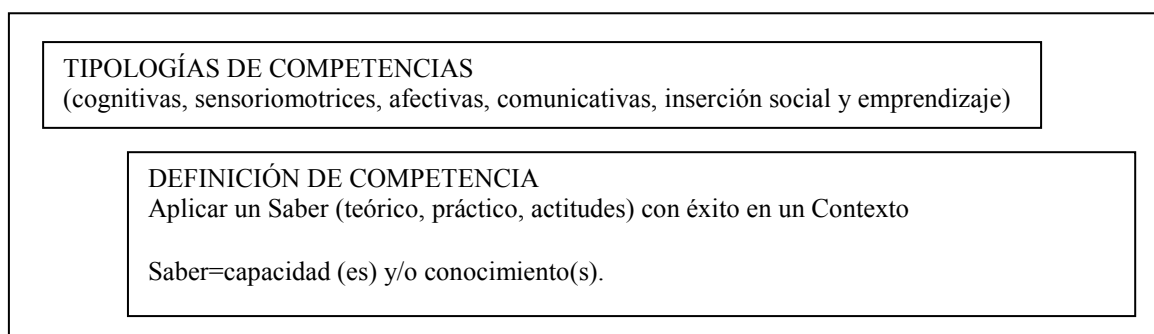 TIPOLOGÍAS DE COMPETENCIAS
(cognitivas, sensoriomotrices, afectivas, comunicativas, inserción social y emprendizaje)
DEFINICIÓN DE COMPETENCIA
Aplicar un Saber (teórico, práctico, actitudes) con éxito en un Contexto
Saber=capacidad (es) y/o conocimiento(s).